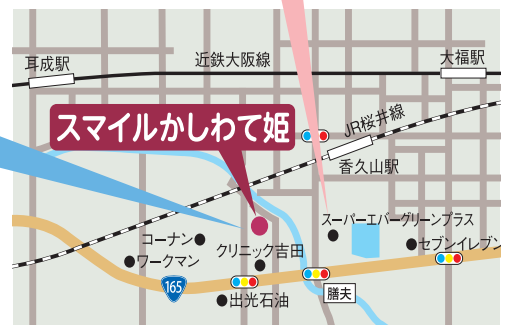 耳成駅
近鉄大阪線
大福駅
スマイルかしわて姫
JR桜井線
香久山駅
スーパーエバーグリーンプラス
コーナン
クリニック吉田
セブンイレブン
ワークマン
165
膳夫
出光石油